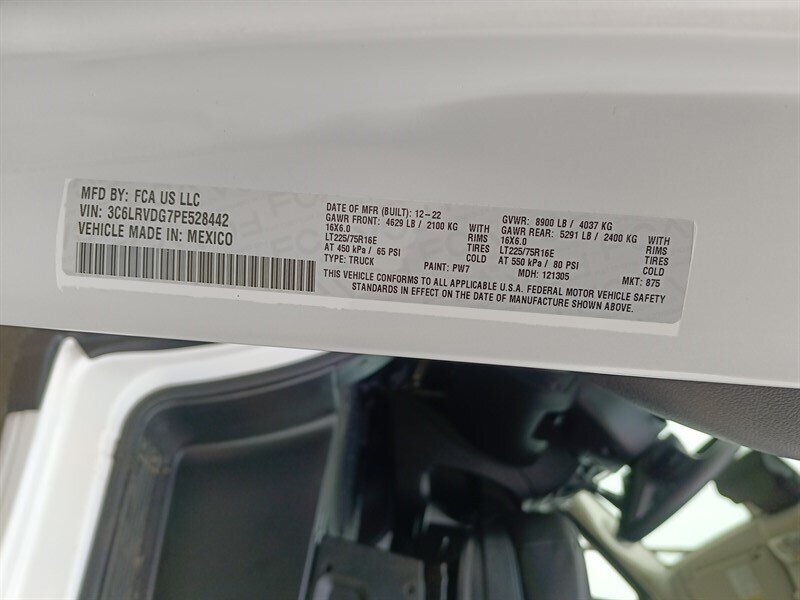 MFD BY: FCA US LLC
VIN: 3C6LRVDG7PE528442
VEHICLE MADE IN: MEXICO
DATE OF MFR (BUILT): 12-22
GAWR FRONT: 4629 LB / 2100 KG WITH
16X6.0 RIMS
LT225/75R16E TIRES
AT 450 kPa / 65 PSI COLD
TYPE: TRUCK PAINT: PW7
GVWR: 8900 LB / 4037 KG
GAWR REAR: 5291 LB / 2400 KG WITH
16X6.0 RIMS
LT225/75R16E TIRES
AT 550 kPa / 80 PSI COLD
MDH: 121305 MKT: 875
THIS VEHICLE CONFORMS TO ALL APPLICABLE U.S.A. FEDERAL MOTOR VEHICLE SAFETY
STANDARDS IN EFFECT ON THE DATE OF MANUFACTURE SHOWN ABOVE.